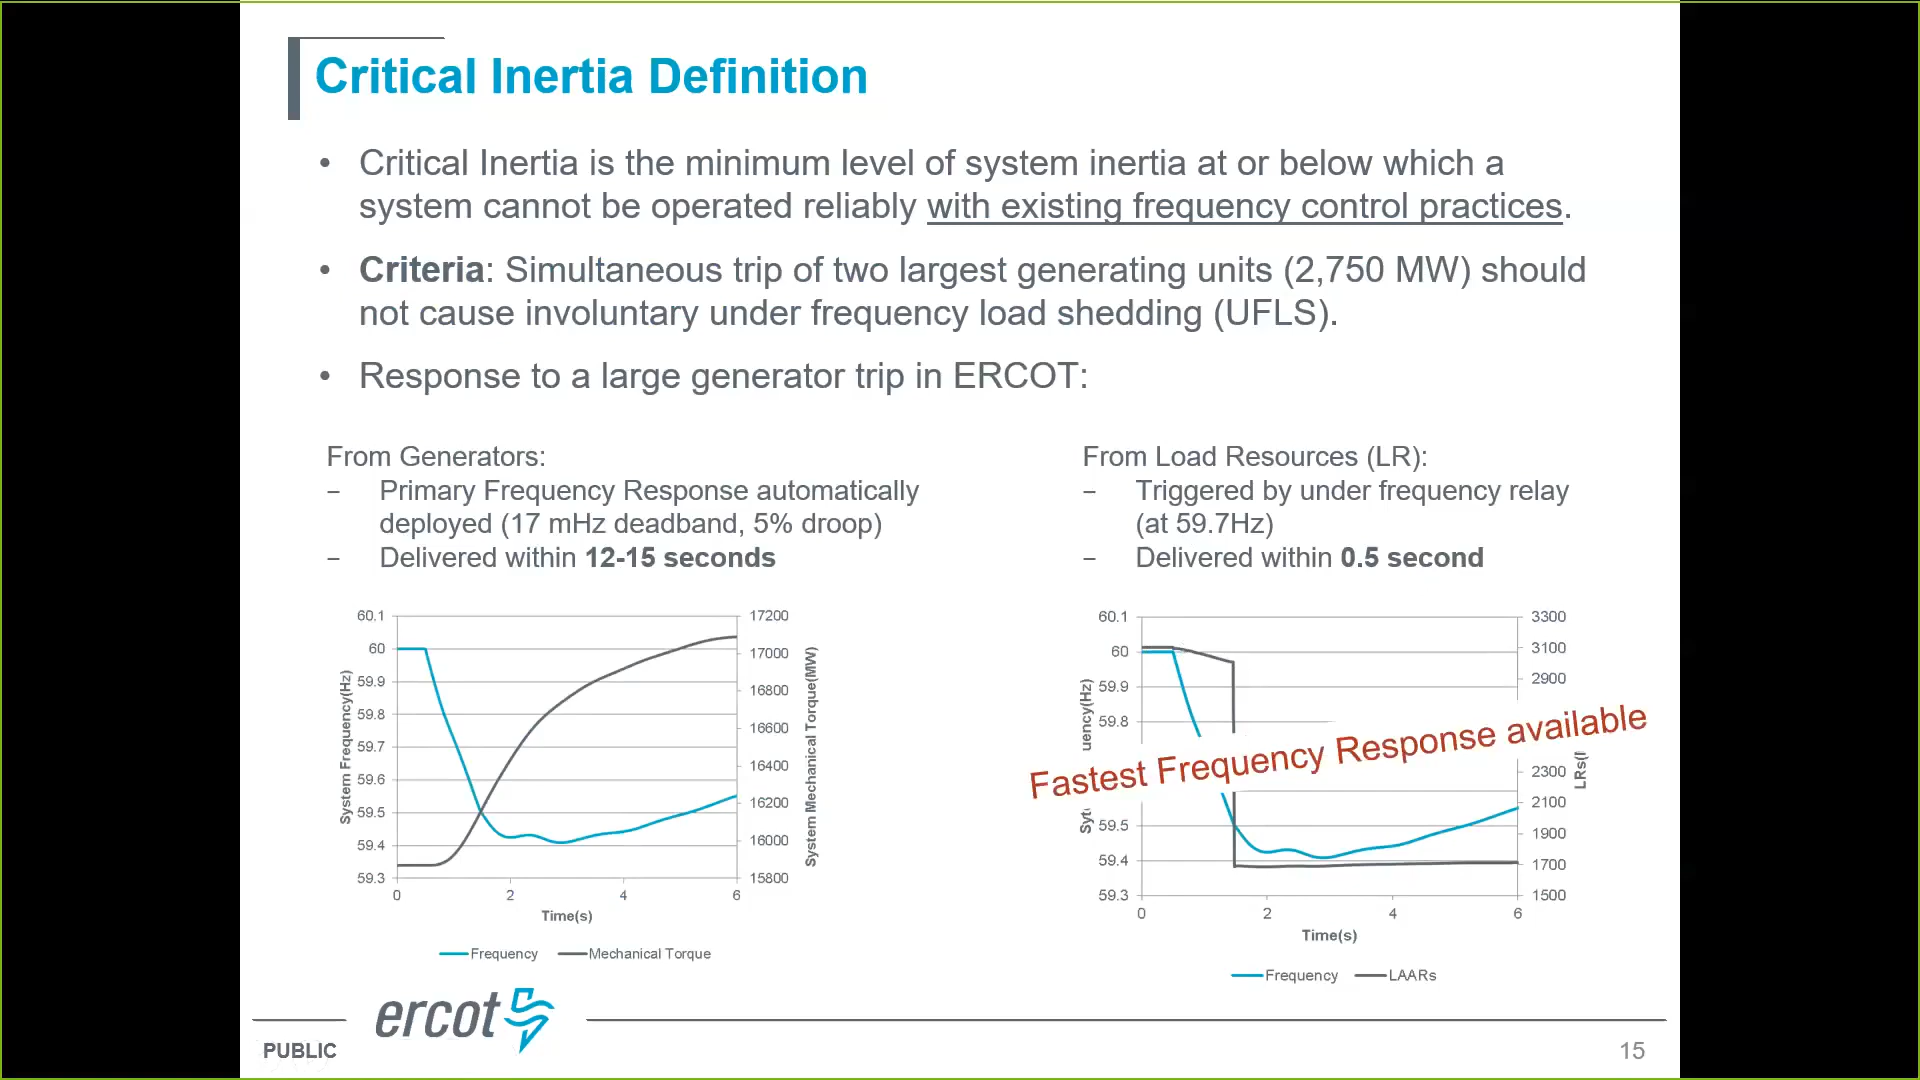 Critical Inertia Definition
• Critical Inertia is the minimum level of system inertia at or below which a
system cannot be operated reliably with existing frequency control practices.
• Criteria: Simultaneous trip of two largest generating units (2,750 MW) should
not cause involuntary under frequency load shedding (UFLS).
• Response to a large generator trip in ERCOT:
From Generators:
– Primary Frequency Response automatically
deployed (17 mHz deadband, 5% droop)
– Delivered within 12-15 seconds
From Load Resources (LR):
– Triggered by under frequency relay
(at 59.7Hz)
– Delivered within 0.5 second
60.1
60
59.9
59.8
59.7
59.6
59.5
59.4
59.3
System Frequency(Hz)
17200
17000
16800
16600
16400
16200
16000
15800
System Mechanical Torque(MW)
0 2 4 6
Time(s)
Frequency Mechanical Torque
60.1
60
59.9
59.8
59.5
59.4
59.3
Syt
uency(Hz)
Fastest Frequency Response available
3300
3100
2900
2300
2100
1900
1700
1500
LRs(
0 2 4 6
Time(s)
Frequency LAARs
ercot
PUBLIC
15